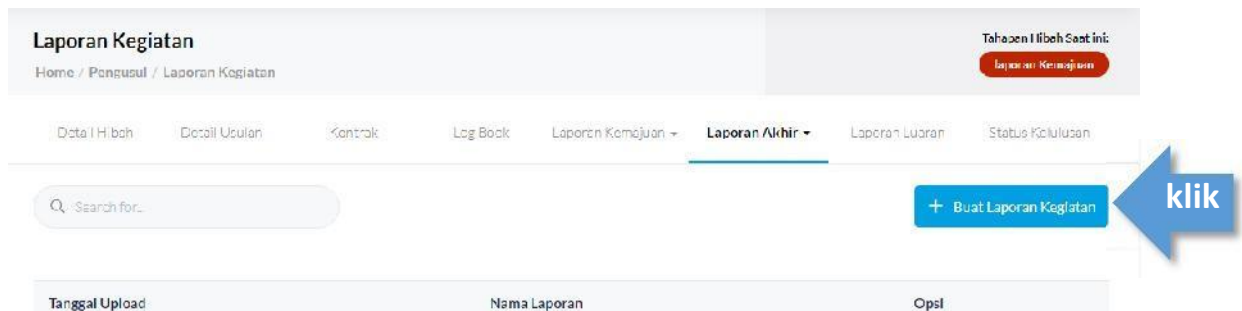 Laporan Kegiatan
Tahapan Hibah Saat ini:
Home / Pengusul / Laporan Kegiatan
laporan Kemajuan
Detail Hibah Detail Usulan Kontrak Log Book Laporan Kemajuan Laporan Akhir Laporan Luaran Status Kelulusan
Search for...
+ Buat Laporan Kegiatan
klik
Tanggal Upload Nama Laporan Opsi